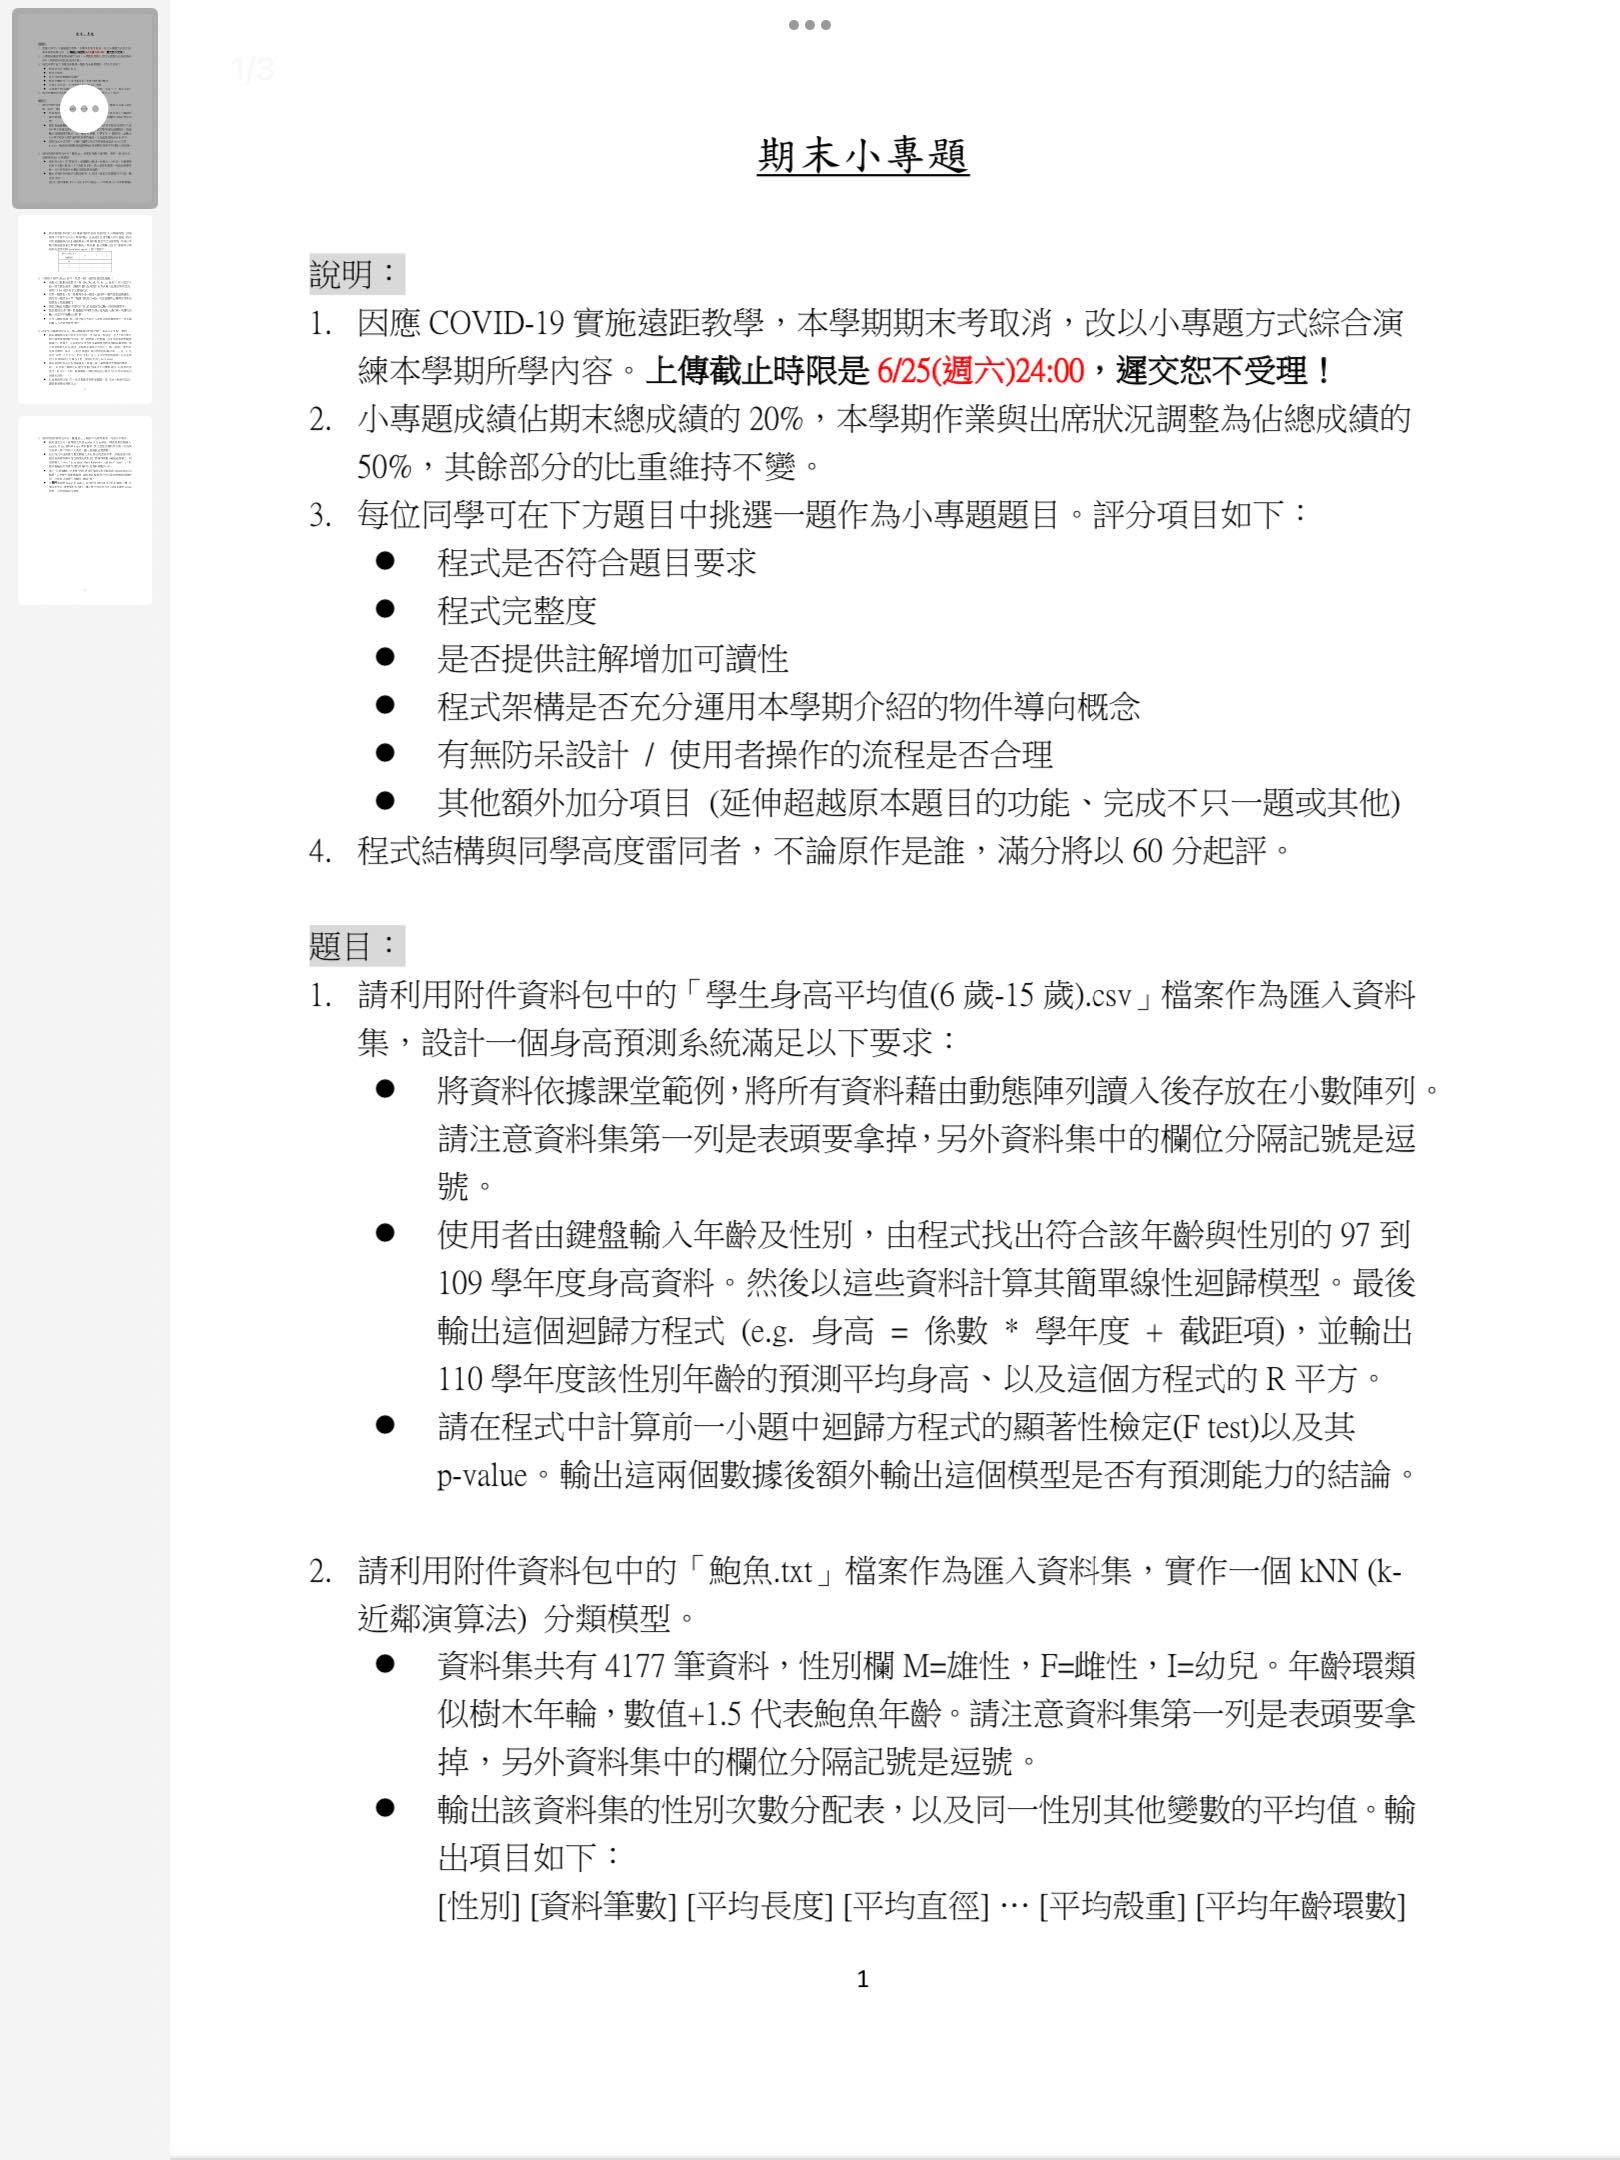 1/3
期末小專題
說明：
1. 因應 COVID-19 實施遠距教學，本學期期末考取消，改以小專題方式綜合演
練本學期所學內容。上傳截止時限是 6/25(週六)24:00，遲交恕不受理！
2. 小專題成績佔期末總成績的 20%，本學期作業與出席狀況調整為佔總成績的
50%，其餘部分的比重維持不變。
3. 每位同學可在下方題目中挑選一題作為小專題題目。評分項目如下：
● 程式是否符合題目要求
● 程式完整度
● 是否提供註解增加可讀性
● 程式架構是否充分運用本學期介紹的物件導向概念
● 有無防呆設計 / 使用者操作的流程是否合理
● 其他額外加分項目 (延伸超越原本題目的功能、完成不只一題或其他)
4. 程式結構與同學高度雷同者，不論原作是誰，滿分將以 60 分起評。
題目：
1. 請利用附件資料包中的「學生身高平均值(6 歲-15 歲).csv」檔案作為匯入資料
集，設計一個身高預測系統滿足以下要求：
● 將資料依據課堂範例，將所有資料藉由動態陣列讀入後存放在小數陣列。
請注意資料集第一列是表頭要拿掉，另外資料集中的欄位分隔記號是逗
號。
● 使用者由鍵盤輸入年齡及性別，由程式找出符合該年齡與性別的 97 到
109 學年度身高資料。然後以這些資料計算其簡單線性迴歸模型。最後
輸出這個迴歸方程式 (e.g. 身高 = 係數 * 學年度 + 截距項)，並輸出
110 學年度該性別年齡的預測平均身高、以及這個方程式的 R 平方。
● 請在程式中計算前一小題中迴歸方程式的顯著性檢定(F test)以及其
p-value。輸出這兩個數據後額外輸出這個模型是否有預測能力的結論。
2. 請利用附件資料包中的「鮑魚.txt」檔案作為匯入資料集，實作一個 kNN (k-
近鄰演算法) 分類模型。
● 資料集共有 4177 筆資料，性別欄 M=雄性，F=雌性，I=幼兒。年齡環類
似樹木年輪，數值+1.5 代表鮑魚年齡。請注意資料集第一列是表頭要拿
掉，另外資料集中的欄位分隔記號是逗號。
● 輸出該資料集的性別次數分配表，以及同一性別其他變數的平均值。輸
出項目如下：
[性別] [資料筆數] [平均長度] [平均直徑] … [平均殼重] [平均年齡環數]
1